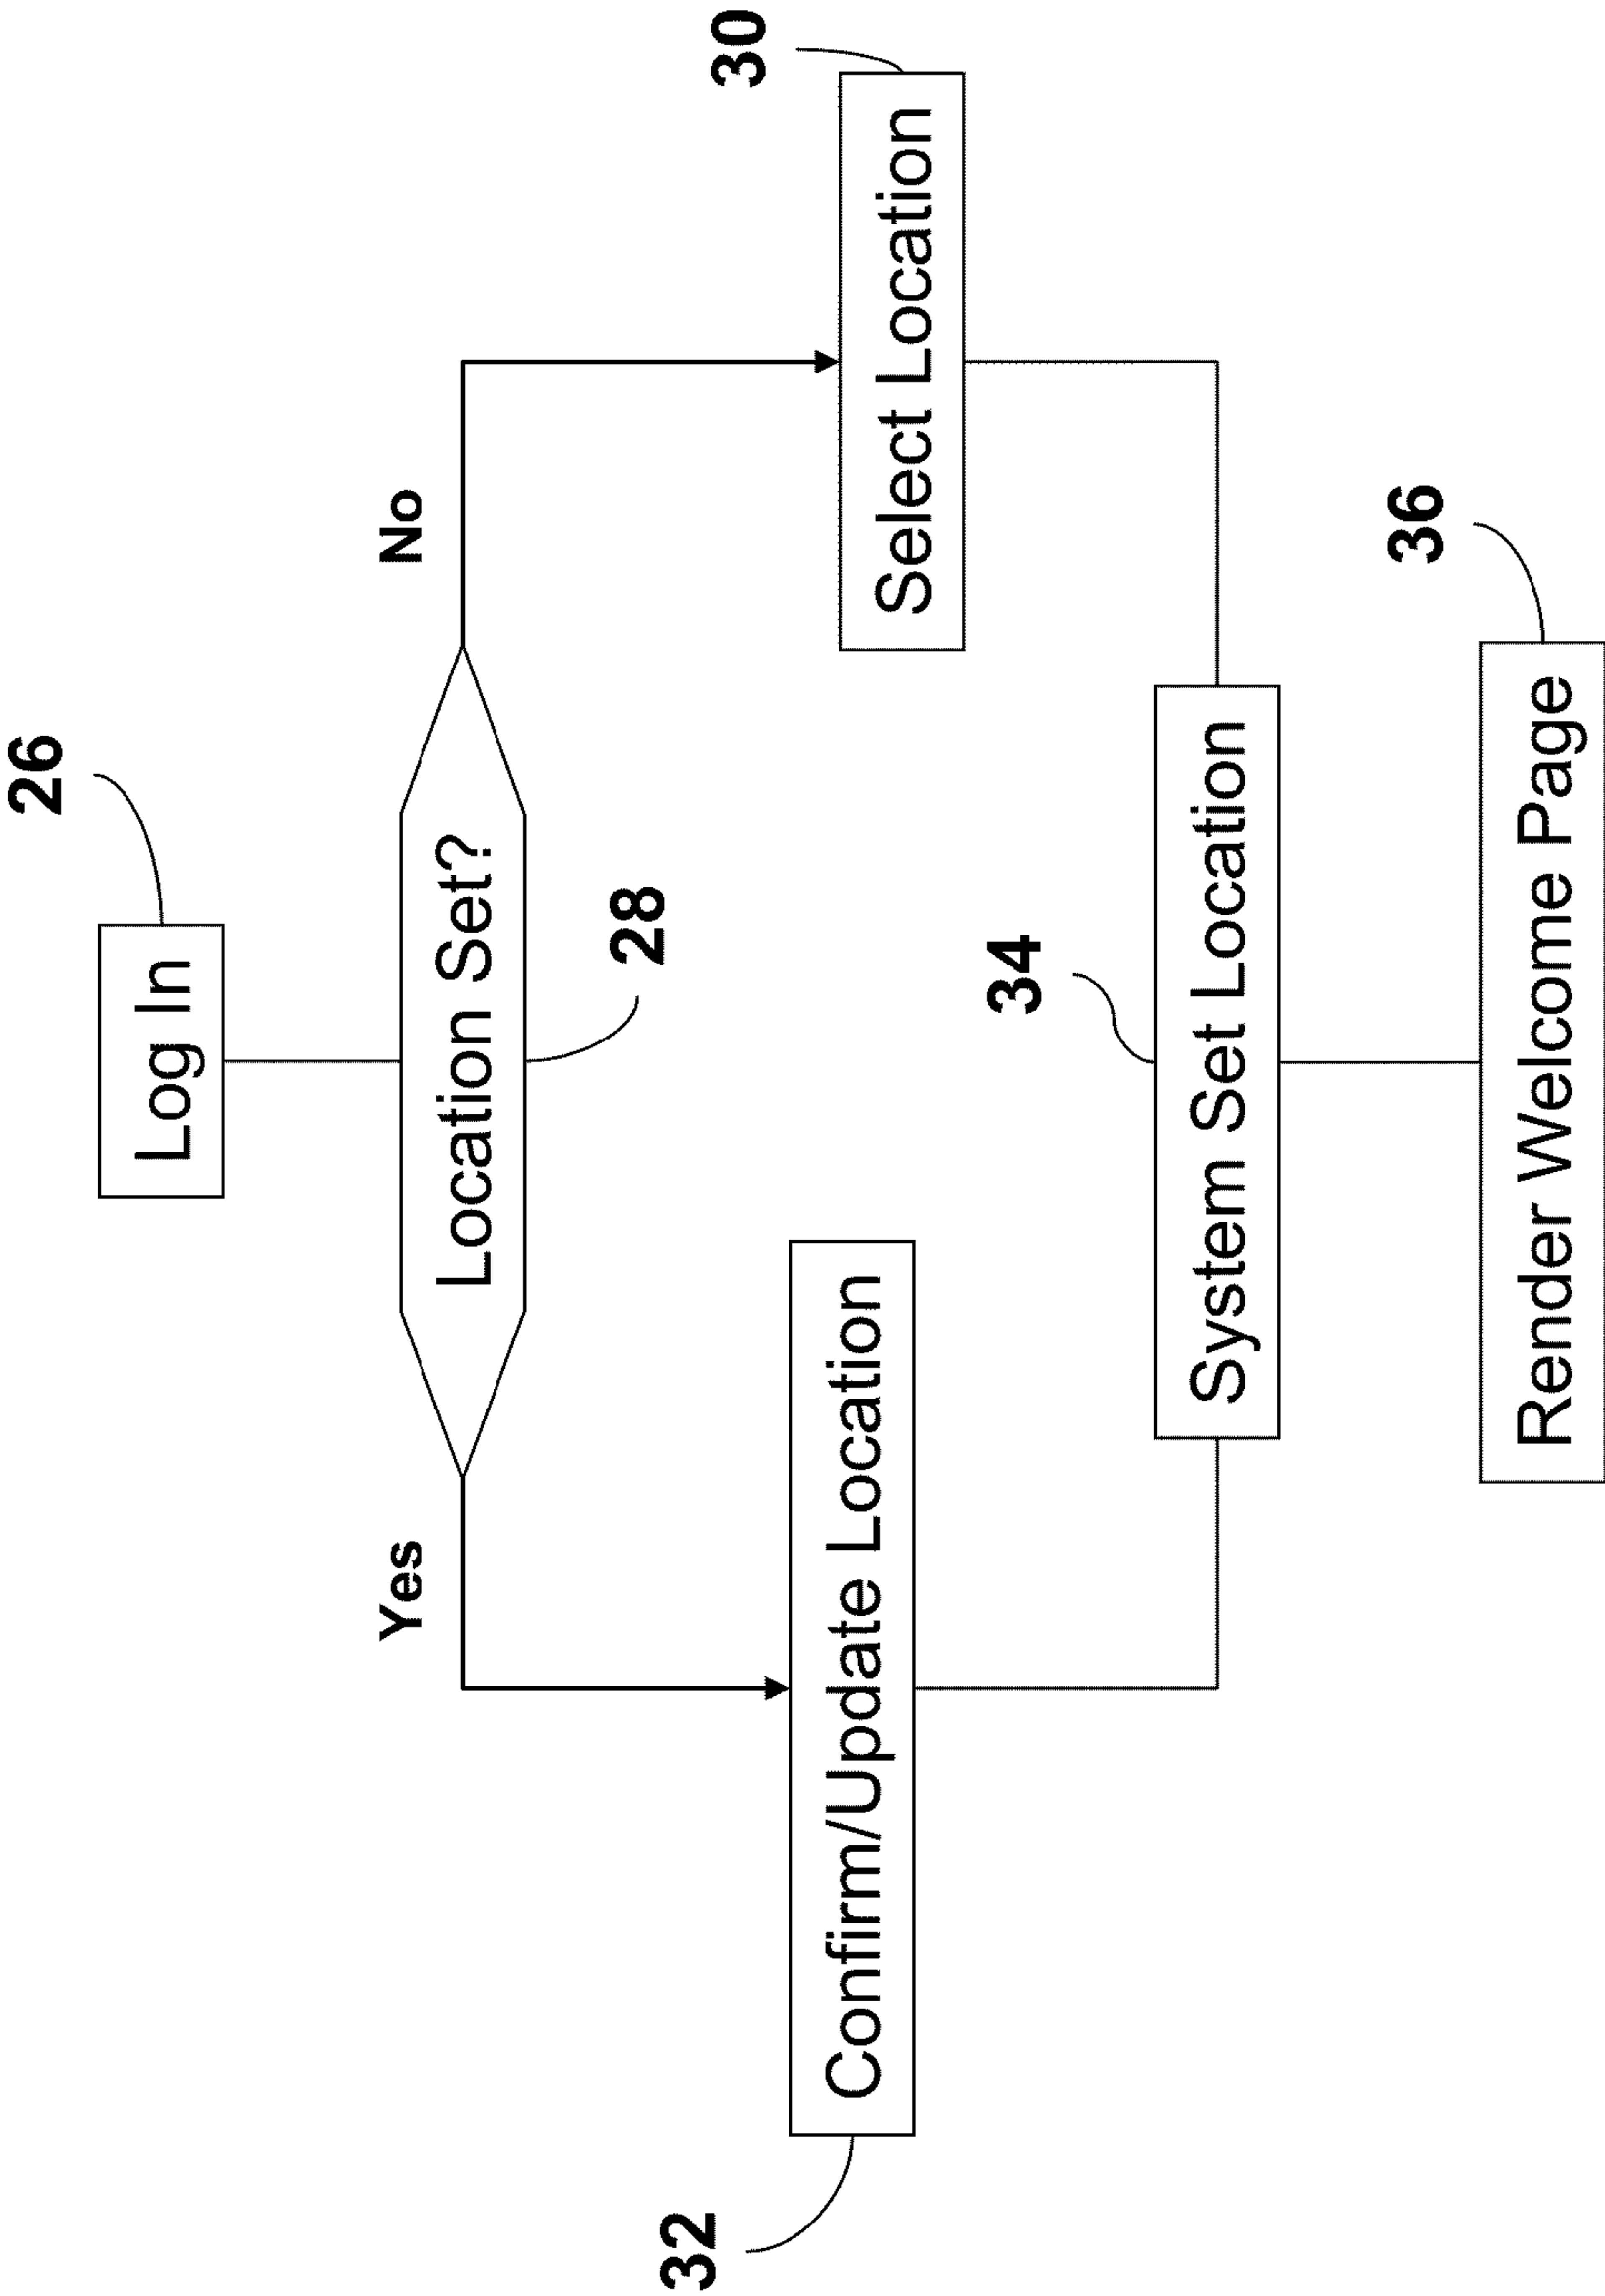 26
Log In
Location Set?
28
Yes
No
32
Confirm/Update Location
30
Select Location
34
System Set Location
36
Render Welcome Page